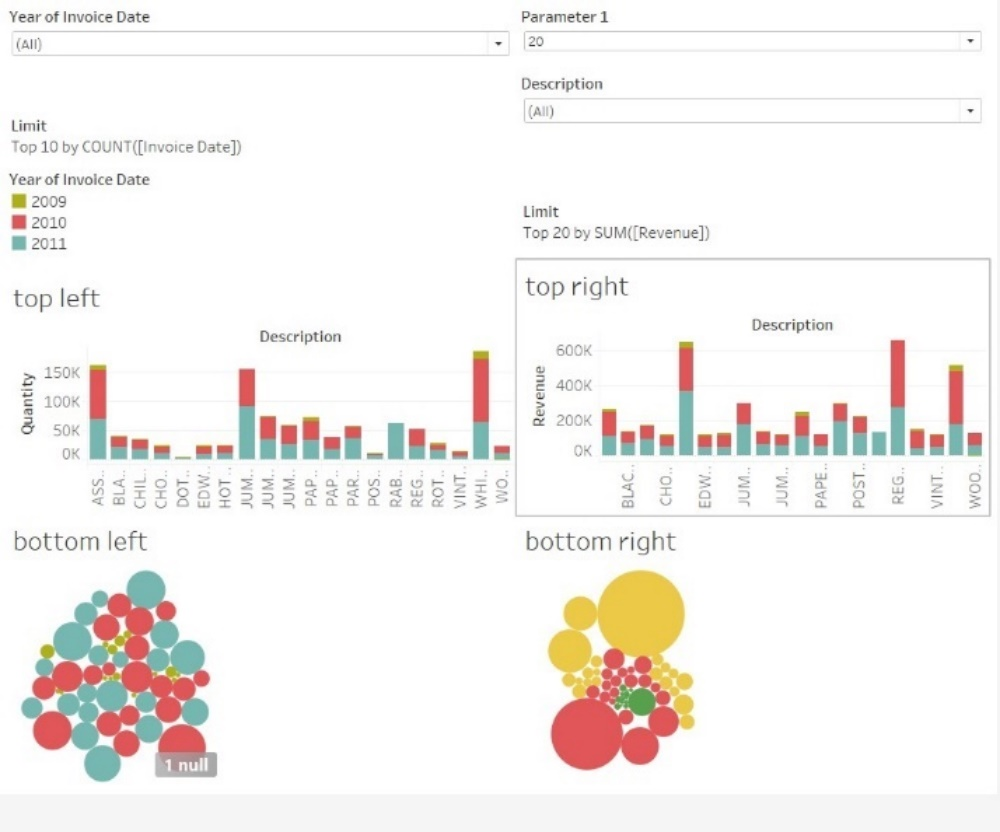 Year of Invoice Date
(All)
Parameter 1
20
Description
(All)
Limit
Top 10 by COUNT([Invoice Date])
Year of Invoice Date
2009
2010
2011
Limit
Top 20 by SUM([Revenue])
top left
Description
Quantity
150K
100K
50K
0K
ASS..
BLA..
CHIL..
CHO..
DOT..
EDW..
HOT..
JUM..
JUM..
JUM..
PAP..
PAP..
PAR..
POS..
RAB..
REG..
ROT..
VINT..
WHI..
WO..
top right
Description
Revenue
600K
400K
200K
0K
BLAC..
CHO..
EDW..
JUM..
JUM..
PAPE..
POST..
REG..
VINT..
WOO..
bottom left
1 null
bottom right